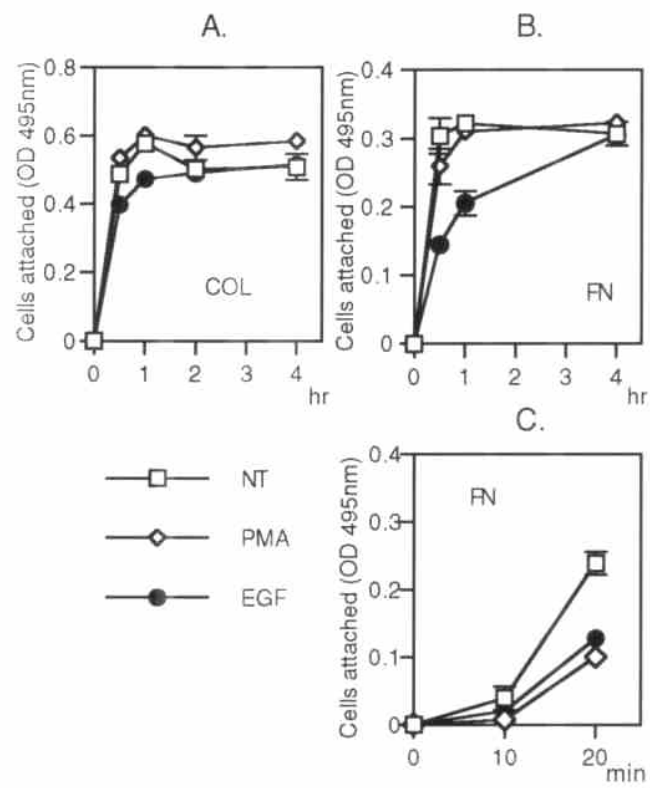 A.
Cells attached (OD 495nm)
0.8
0.6
0.4
0.2
0
COL
0 1 2 3 4
hr
B.
Cells attached (OD 495nm)
0.4
0.3
0.2
0.1
0
FN
0 1 2 3 4
hr
NT
PMA
EGF
C.
Cells attached (OD 495nm)
0.4
0.3
0.2
0.1
0
FN
0 10 20
min